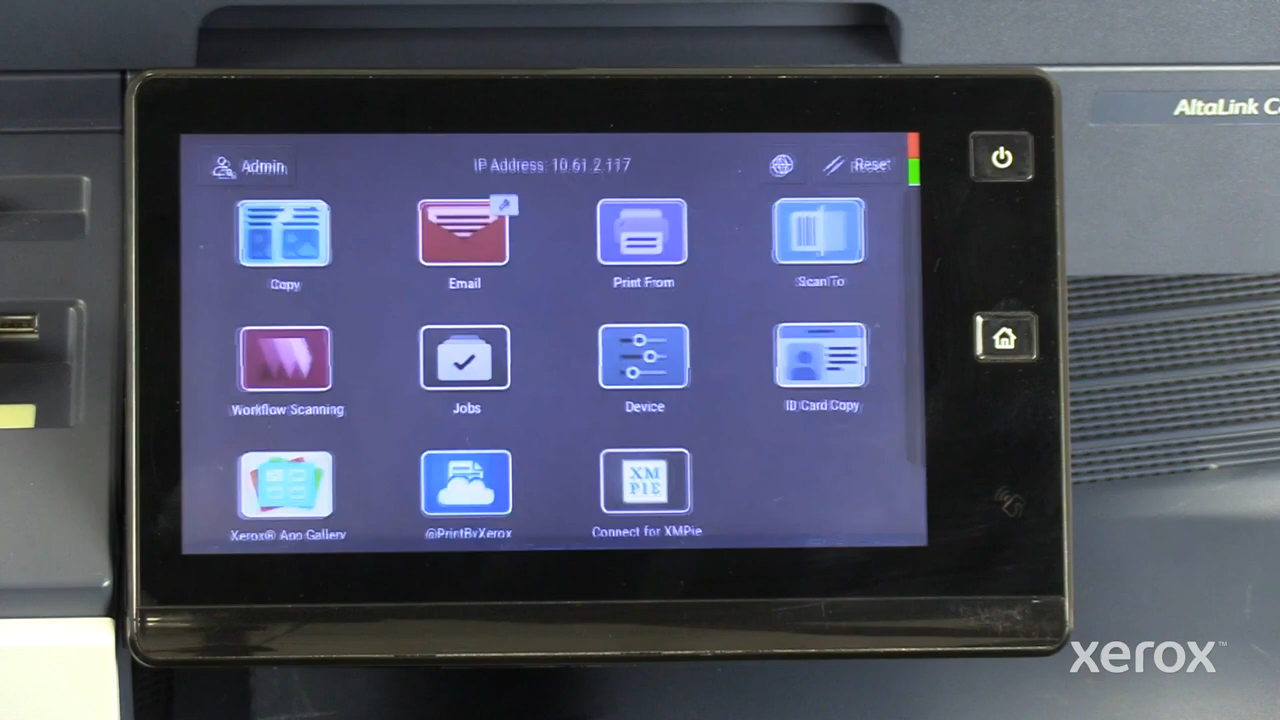 AltaLink
Admin
IP Address: 10.61.2.117
Reset
Copy
Email
Print From
Scan To
Workflow Scanning
Jobs
Device
ID Card Copy
XM
PIE
Xerox® App Gallery
@PrintByXerox
Connect for XMPie
xerox™